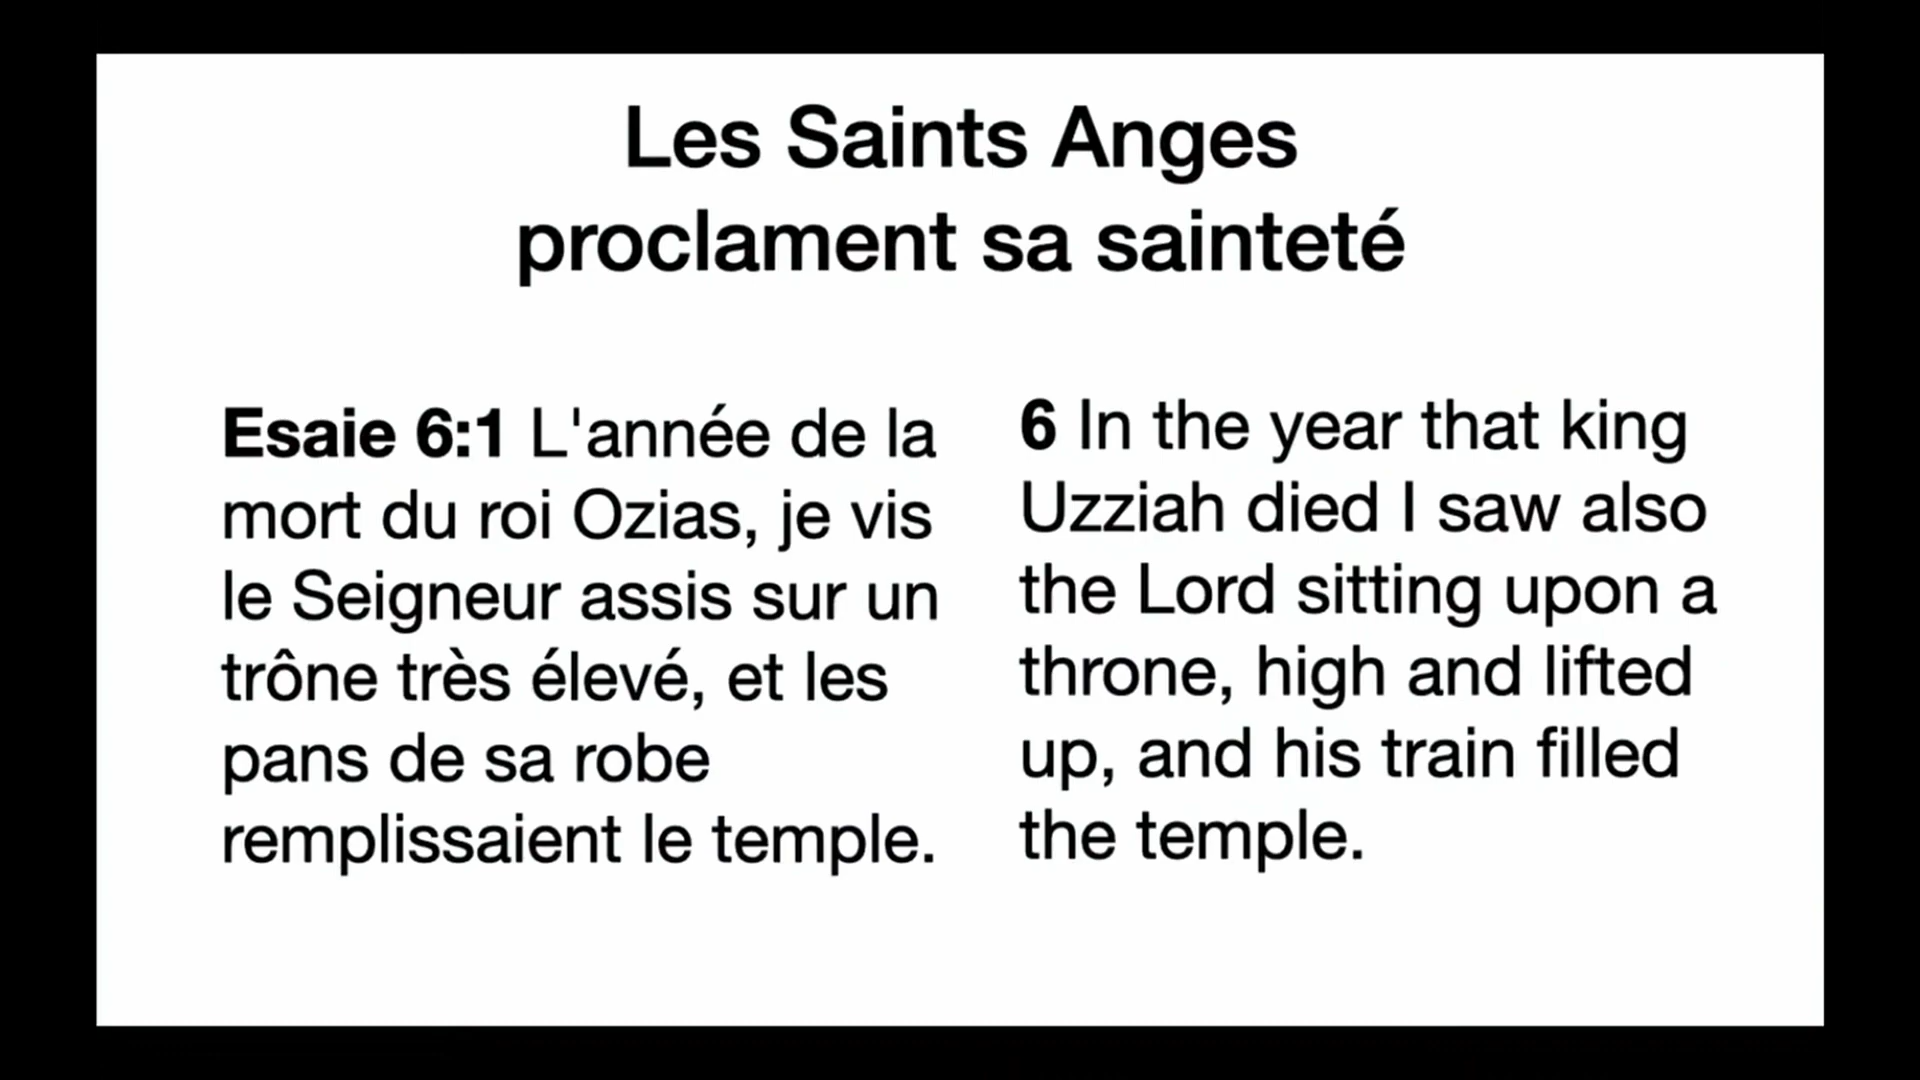 Les Saints Anges
proclament sa sainteté
Esaie 6:1 L'année de la
mort du roi Ozias, je vis
le Seigneur assis sur un
trône très élevé, et les
pans de sa robe
remplissaient le temple.
6 In the year that king
Uzziah died I saw also
the Lord sitting upon a
throne, high and lifted
up, and his train filled
the temple.